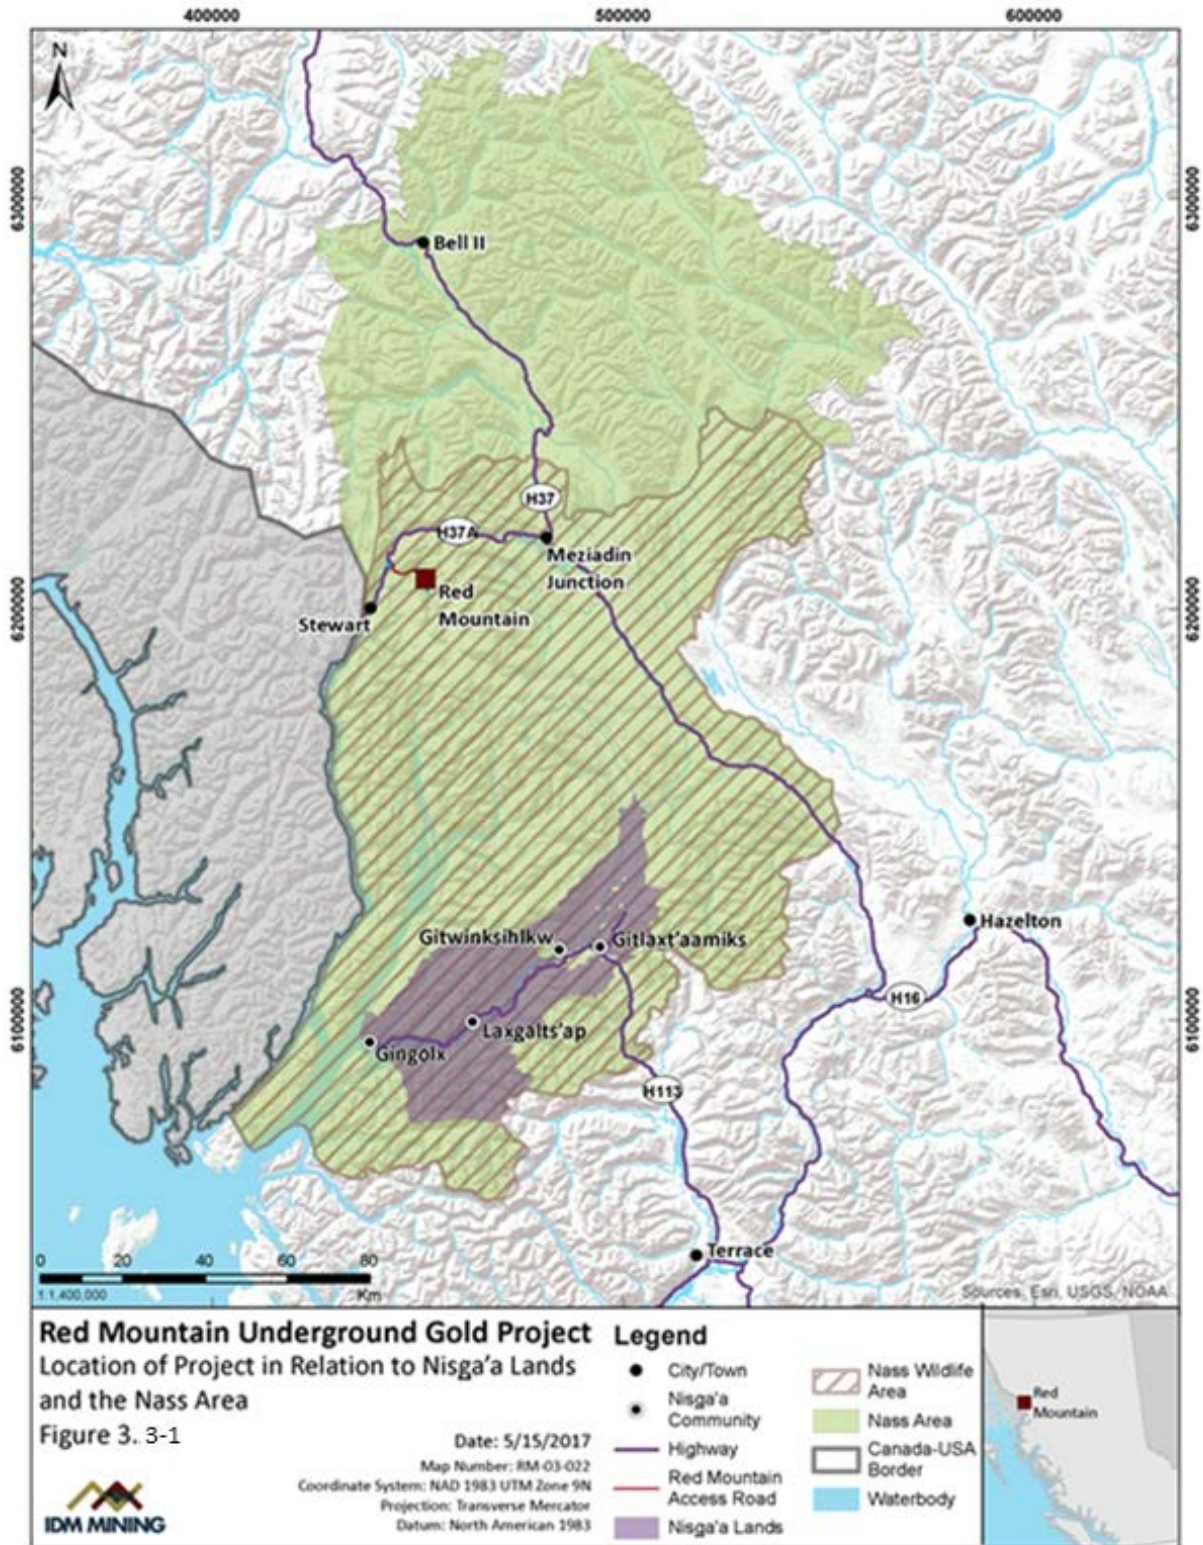 400000
500000
600000
N
6300000
6300000
Bell II
H37
H37A
Meziadin
Junction
Red
Mountain
Stewart
6200000
6200000
Hazelton
Gitwinksihlkw
Gitlaxt'aamiks
H16
Laxgalts'ap
Gingolx
6100000
6100000
H113
Terrace
0 20 40 60 80
1:1,400,000
Km
Sources: Esri, USGS, NOAA
Red Mountain Underground Gold Project
Location of Project in Relation to Nisga'a Lands
and the Nass Area
Figure 3. 3-1
Date: 5/15/2017
Map Number: RM-03-022
Coordinate System: NAD 1983 UTM Zone 9N
Projection: Transverse Mercator
Datum: North American 1983
IDM MINING
Legend
City/Town
Nisga'a
Community
Highway
Red Mountain
Access Road
Nisga'a Lands
Nass Wildlife
Area
Nass Area
Canada-USA
Border
Waterbody
Red
Mountain